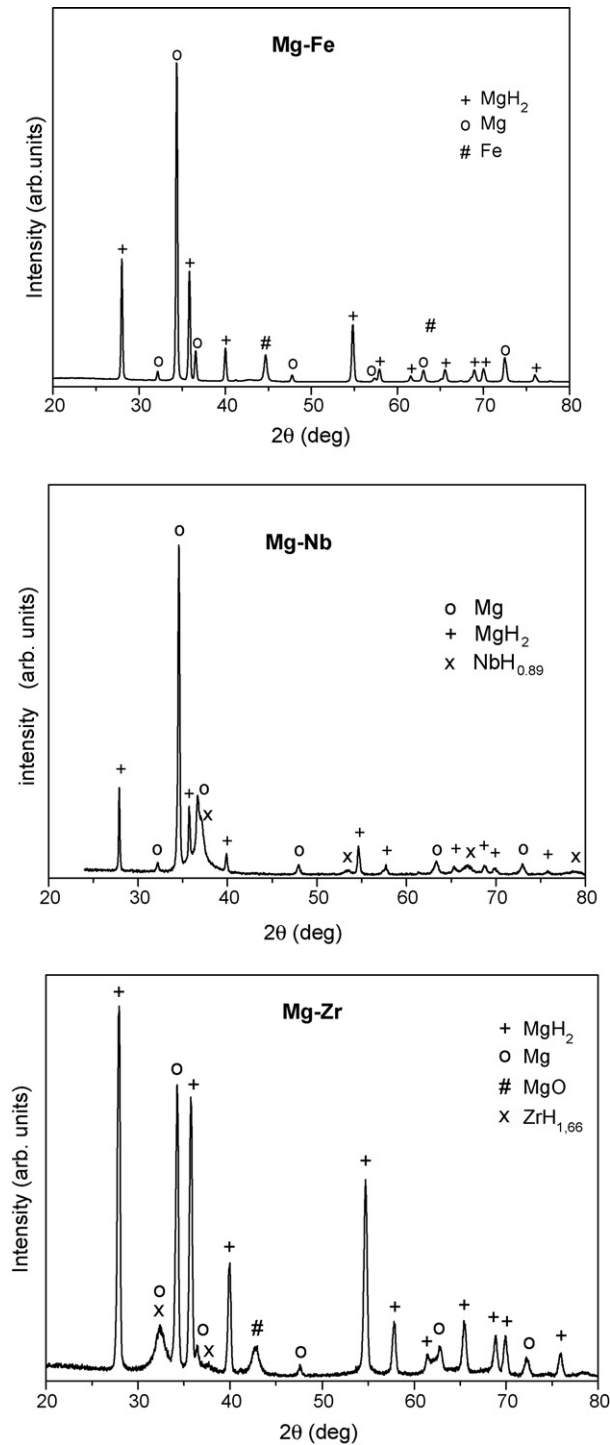 Mg-Fe
+ MgH₂
o Mg
# Fe
Intensity (arb.units)
o
+
+
o
o
+
#
o
+
o
+
#
+
o
+
+
+
o
+
20 30 40 50 60 70 80
2θ (deg)
Mg-Nb
o Mg
+ MgH₂
x NbH₀.₈₉
intensity (arb. units)
o
+
o
+
o
x
+
o
x
+
+
o
+
x
+
+
o
+
x
20 30 40 50 60 70 80
2θ (deg)
Mg-Zr
+ MgH₂
o Mg
# MgO
x ZrH₁,₆₆
Intensity (arb. units)
+
o
x
o
+
o
x
+
#
o
+
+
+
o
+
+
+
o
+
20 30 40 50 60 70 80
2θ (deg)